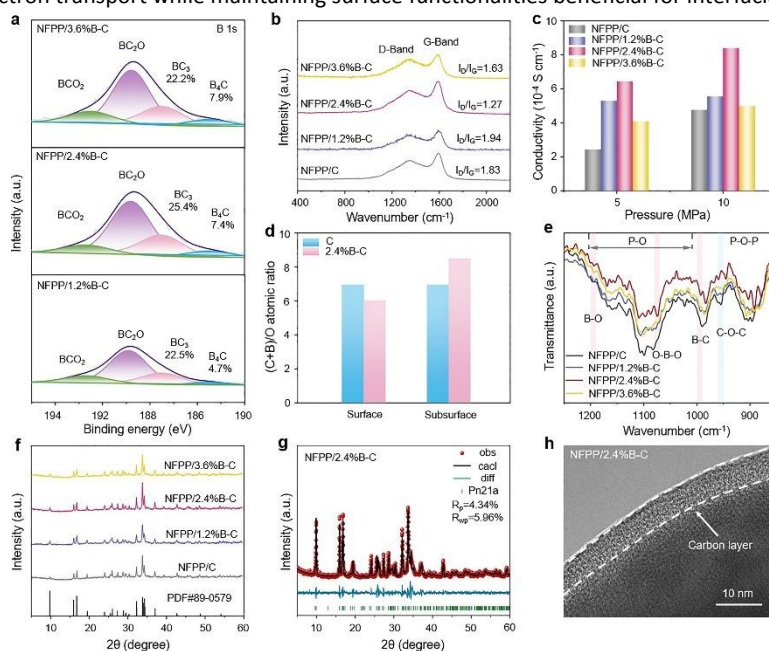 ectron transport while maintaining surface functionalities beneficial for interfacia
a
NFPP/3.6%B-C
B 1s
BC2O
BCO2
BC3
22.2%
B4C
7.9%
NFPP/2.4%B-C
BC2O
BCO2
BC3
25.4%
B4C
7.4%
NFPP/1.2%B-C
BC2O
BCO2
BC3
22.5%
B4C
4.7%
Intensity (a.u.)
194 192 189 187 184 190
Binding energy (eV)
b
D-Band
G-Band
NFPP/3.6%B-C
ID/IG=1.63
NFPP/2.4%B-C
ID/IG=1.27
NFPP/1.2%B-C
ID/IG=1.94
NFPP/C
ID/IG=1.83
Intensity (a.u.)
400 800 1200 1600 2000
Wavenumber (cm-1)
c
NFPP/C
NFPP/1.2%B-C
NFPP/2.4%B-C
NFPP/3.6%B-C
Conductivity (10-4 S cm-1)
10
8
6
4
2
0
5 10
Pressure (MPa)
d
C
2.4%B-C
(C+B)/O atomic ratio
10
8
6
4
2
0
Surface Subsurface
e
P-O
P-O-P
B-O
O-B-O
B-C
C-O-C
NFPP/C
NFPP/1.2%B-C
NFPP/2.4%B-C
NFPP/3.6%B-C
Transmittance (a.u.)
1200 1100 1000 900
Wavenumber (cm-1)
f
NFPP/3.6%B-C
NFPP/2.4%B-C
NFPP/1.2%B-C
NFPP/C
PDF#89-0579
Intensity (a.u.)
10 20 30 40 50 60
2θ (degree)
g
NFPP/2.4%B-C
obs
cacl
diff
Pn21a
Rp=4.34%
Rwp=5.96%
Intensity (a.u.)
10 20 30 40 50 60
2θ (degree)
h
NFPP/2.4%B-C
Carbon layer
10 nm